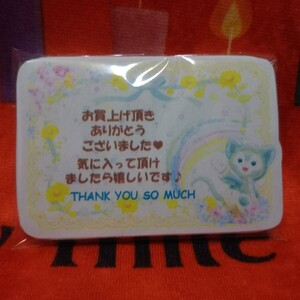 お買上げ頂き
ありがとう
ございました♥
気に入って頂け
ましたら嬉しいです♪
THANK YOU SO MUCH
Time